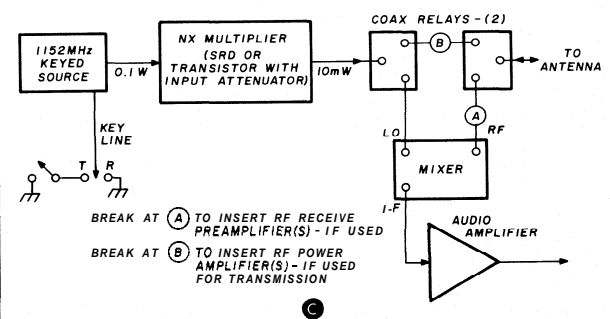 COAX RELAYS-(2)
1152MHz
KEYED
SOURCE
0.1W
NX MULTIPLIER
(SRD OR
TRANSISTOR WITH
INPUT ATTENUATOR)
10mW
B
TO
ANTENNA
KEY
LINE
T R
LO
A
RF
MIXER
I-F
AUDIO
AMPLIFIER
BREAK AT A TO INSERT RF RECEIVE
PREAMPLIFIER(S)-IF USED
BREAK AT B TO INSERT RF POWER
AMPLIFIER(S)-IF USED
FOR TRANSMISSION
C